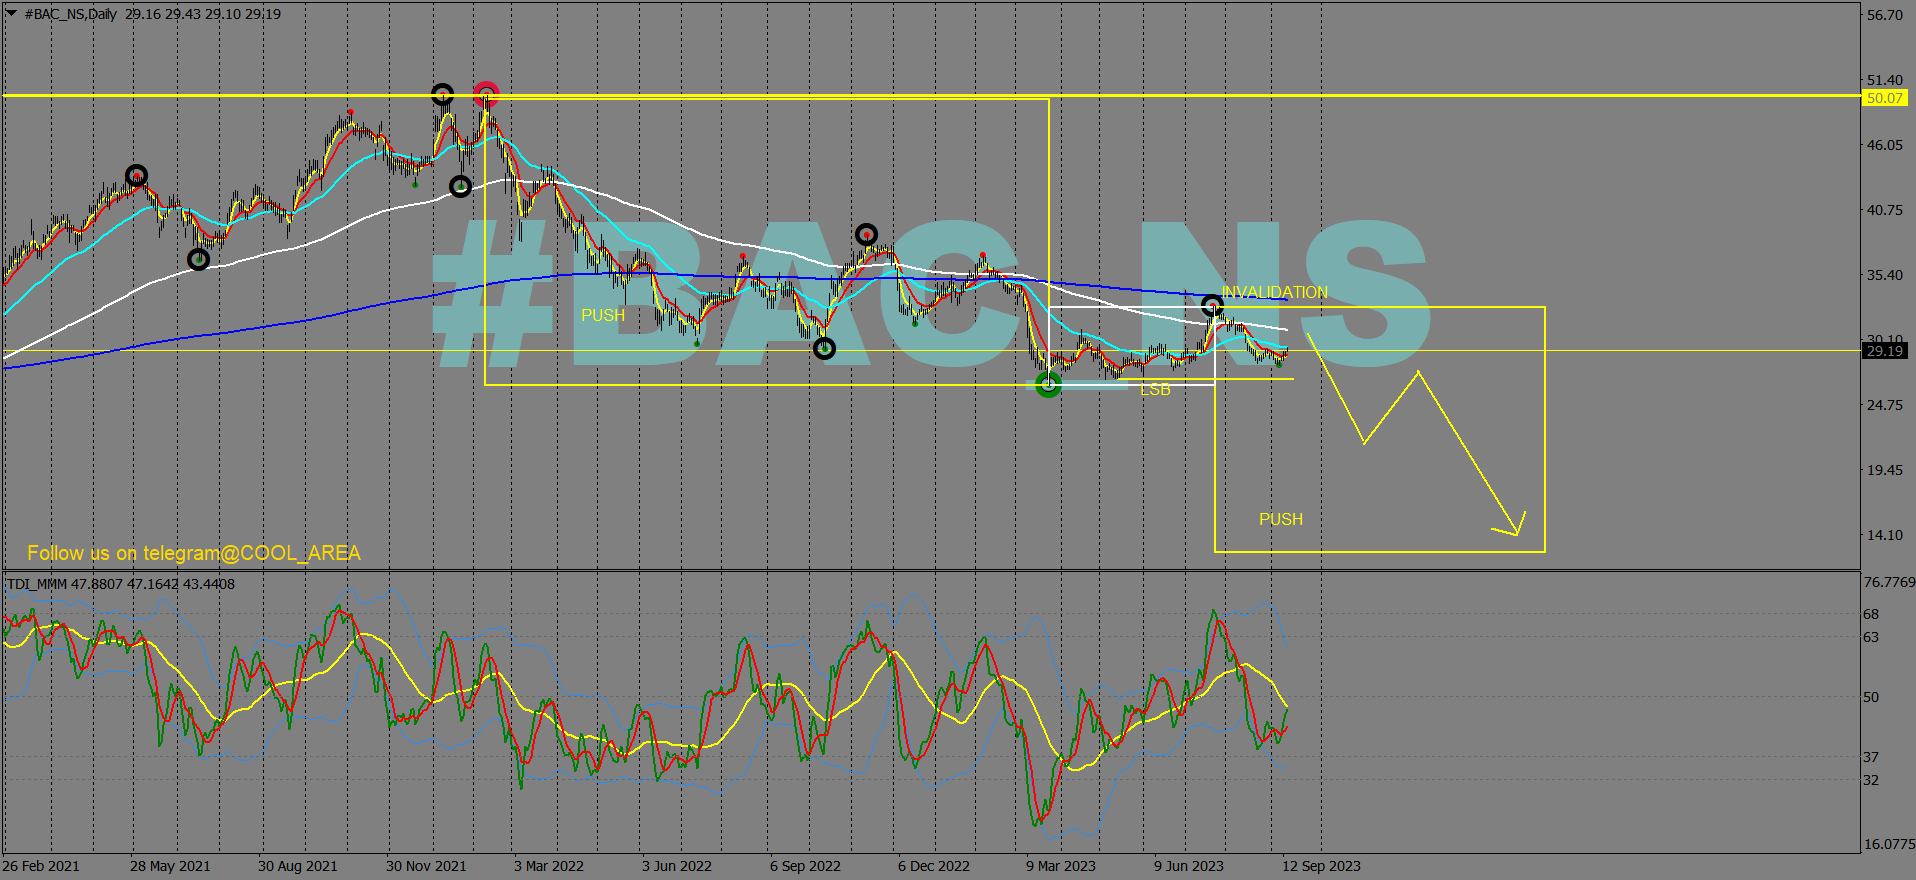 #BAC_NS,Daily 29.16 29.43 29.10 29.19
56.70
51.40
50.07
46.05
40.75
35.40
30.10
29.19
24.75
19.45
14.10
#BAC_NS
INVALIDATION
PUSH
LSB
PUSH
Follow us on telegram@COOL_AREA
TDI_MMM 47.8807 47.1642 43.4408
76.7769
68
63
50
37
32
16.0775
26 Feb 2021 28 May 2021 30 Aug 2021 30 Nov 2021 3 Mar 2022 3 Jun 2022 6 Sep 2022 6 Dec 2022 9 Mar 2023 9 Jun 2023 12 Sep 2023